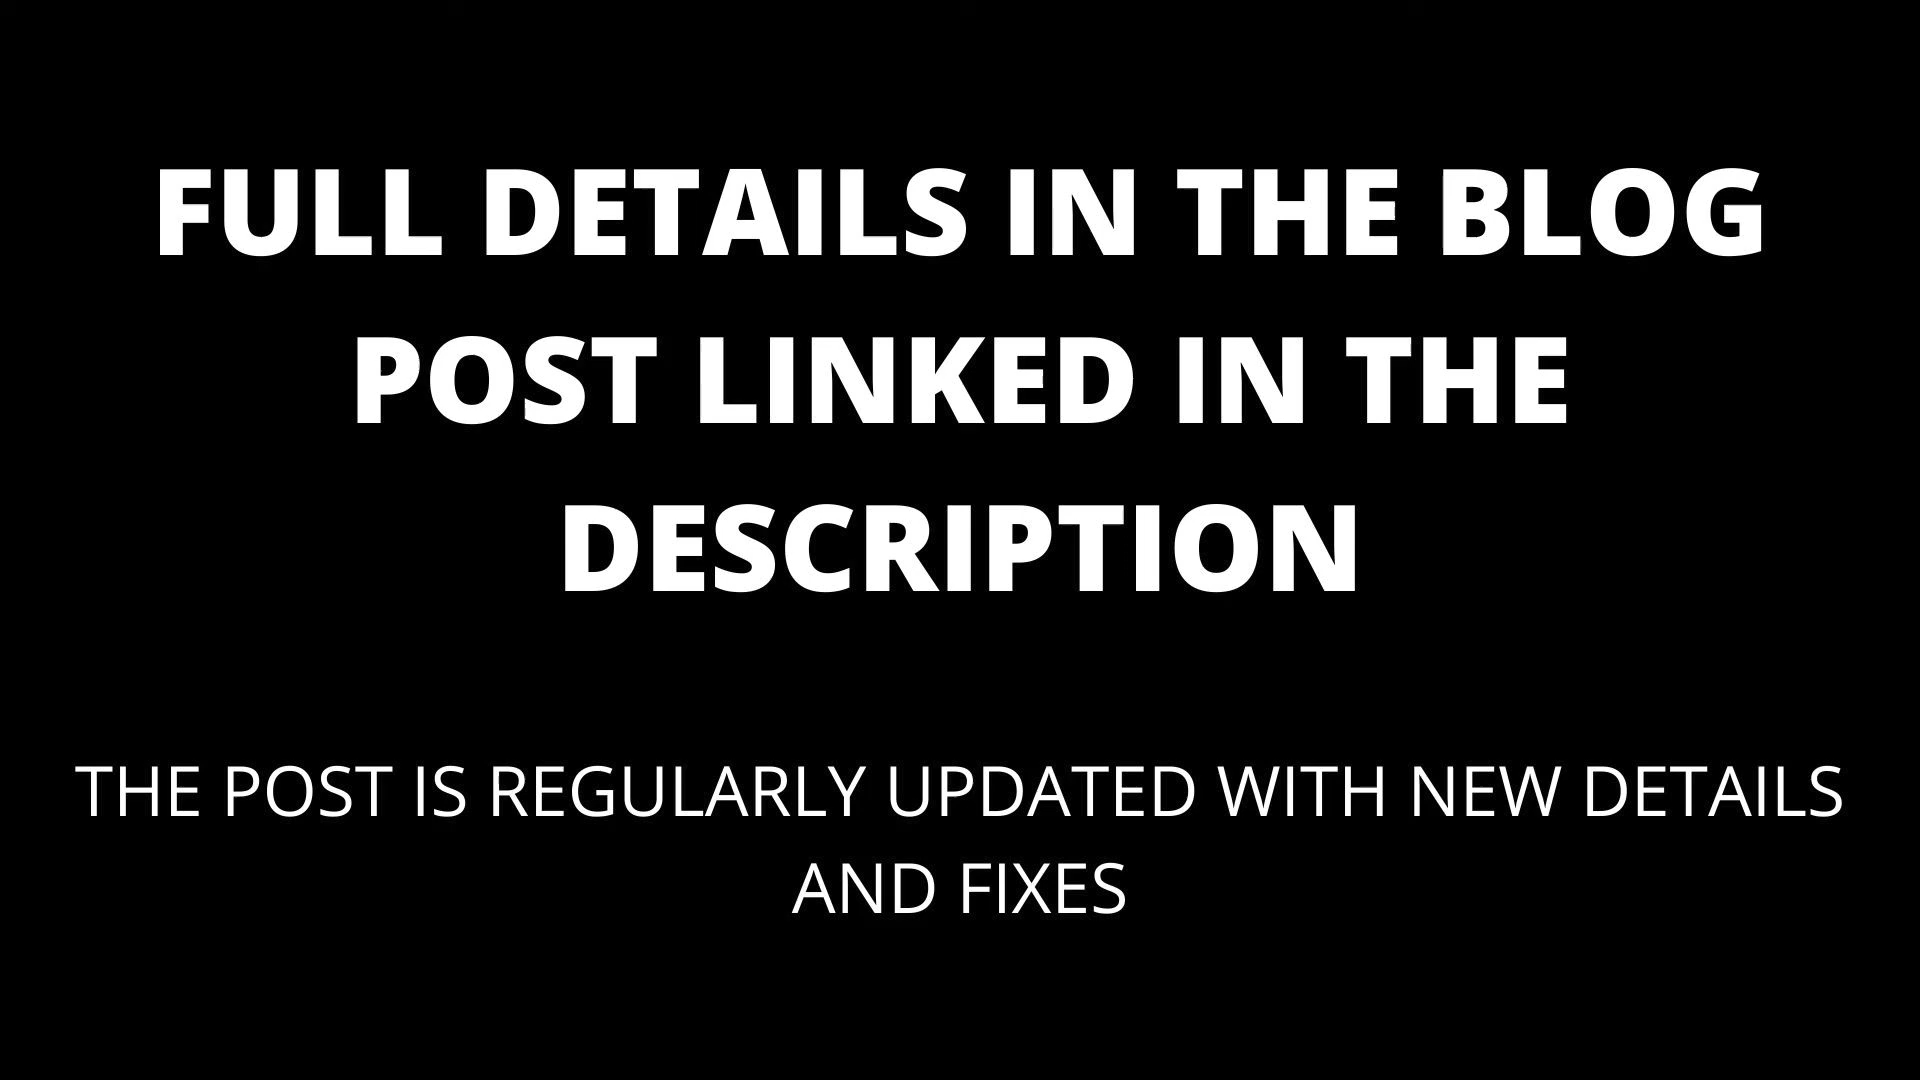 FULL DETAILS IN THE BLOG
POST LINKED IN THE
DESCRIPTION
THE POST IS REGULARLY UPDATED WITH NEW DETAILS
AND FIXES